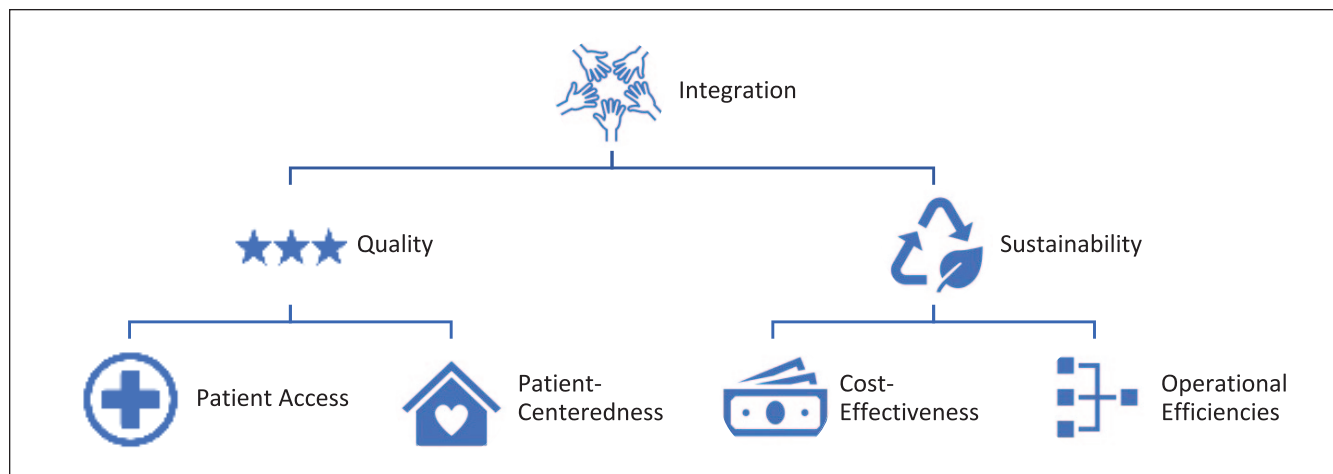 Integration
Quality
Sustainability
Patient Access
Patient-
Centeredness
Cost-
Effectiveness
Operational
Efficiencies